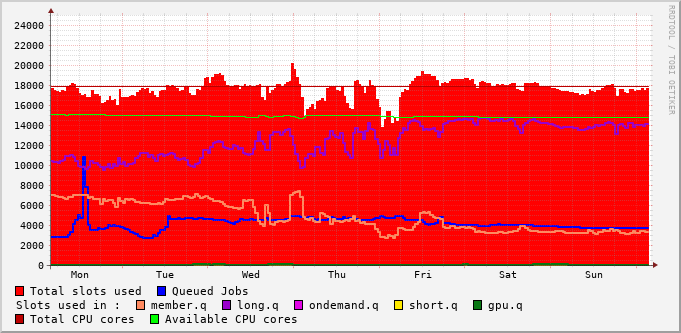 RRDTOOL / TOBI OETIKER
24000
22000
20000
18000
16000
14000
12000
10000
8000
6000
4000
2000
0
Mon Tue Wed Thu Fri Sat Sun
Total slots used Queued Jobs
Slots used in : member.q long.q ondemand.q short.q gpu.q
Total CPU cores Available CPU cores